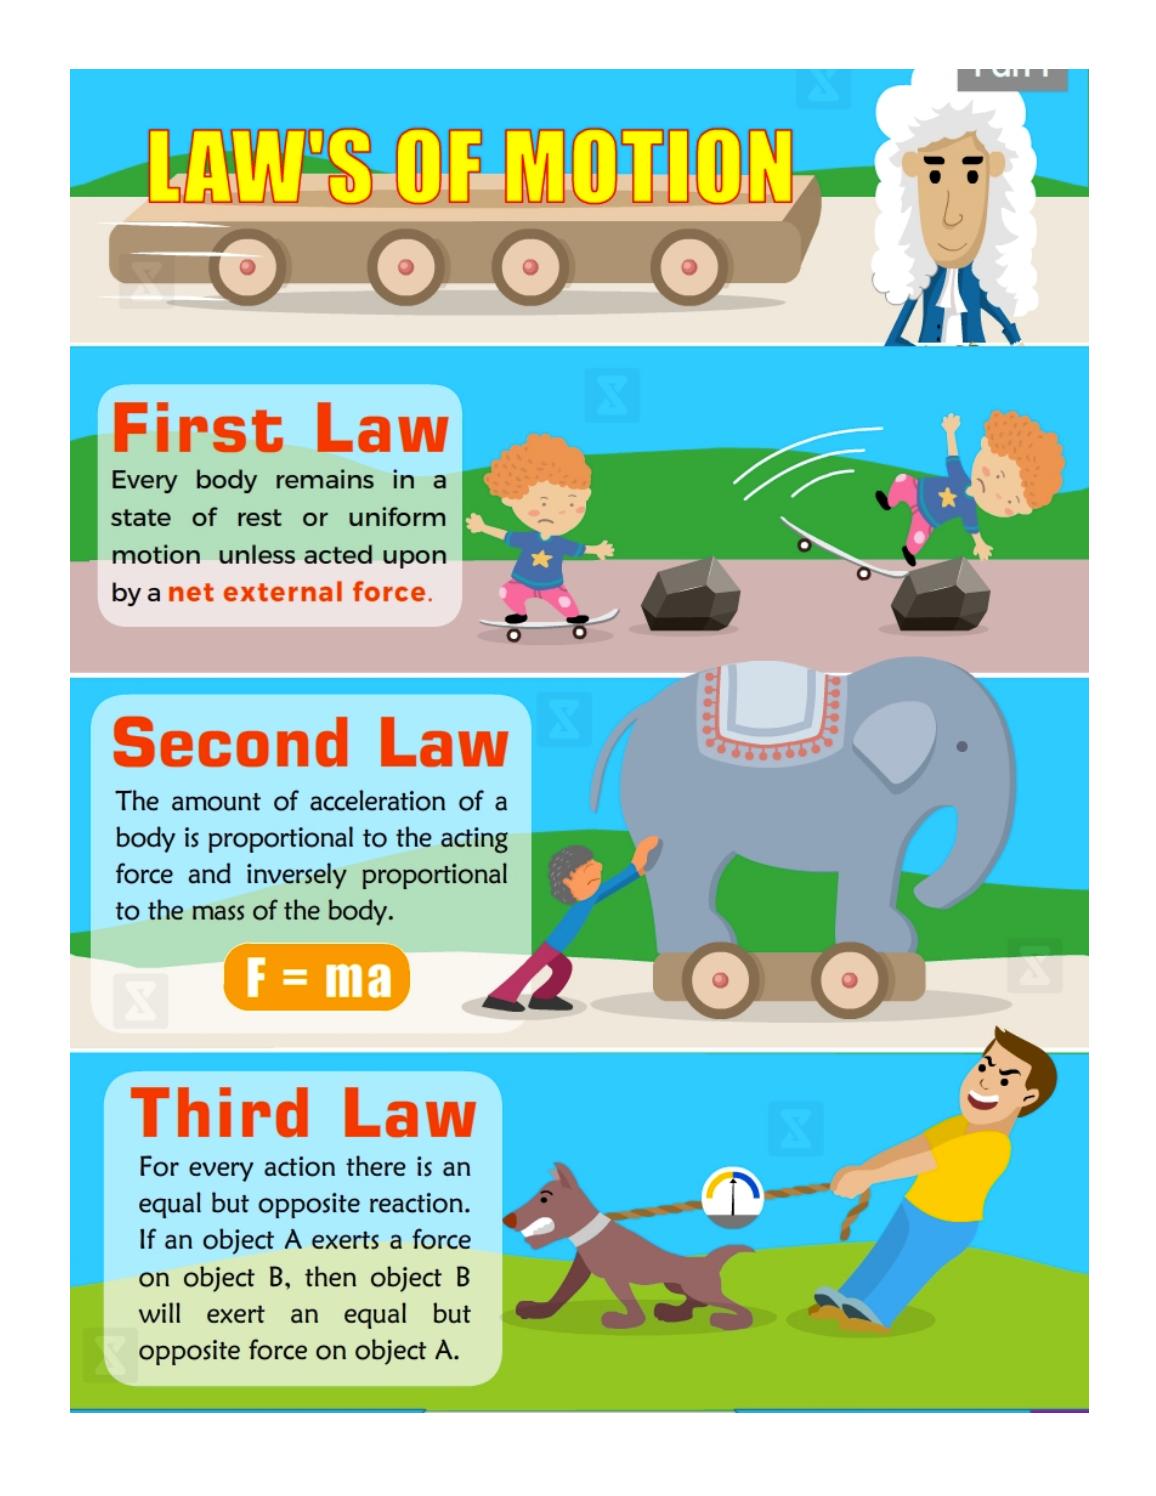 LAW'S OF MOTION
First Law
Every body remains in a
state of rest or uniform
motion unless acted upon
by a net external force.
Second Law
The amount of acceleration of a
body is proportional to the acting
force and inversely proportional
to the mass of the body.
F = ma
Third Law
For every action there is an
equal but opposite reaction.
If an object A exerts a force
on object B, then object B
will exert an equal but
opposite force on object A.